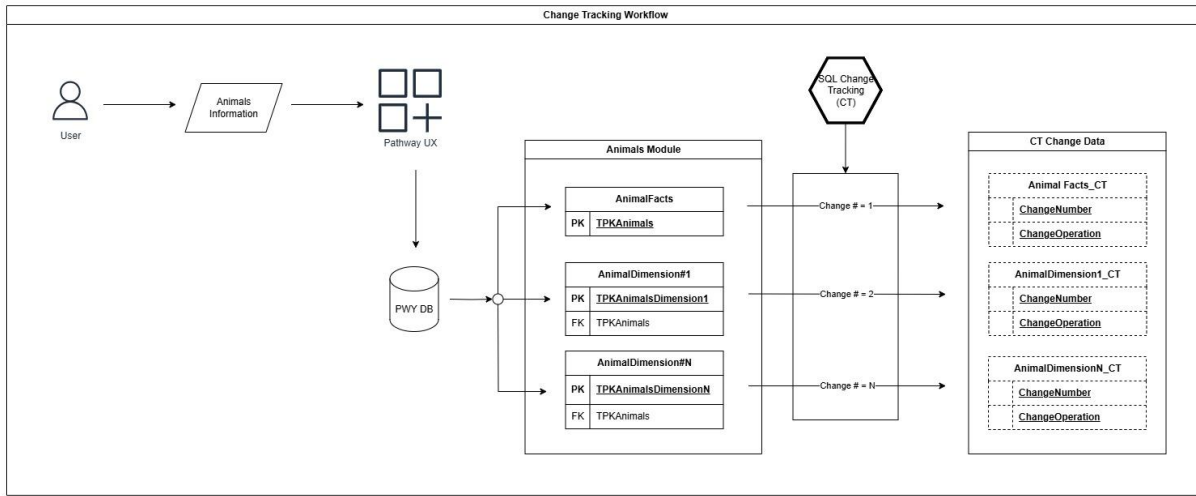 Change Tracking Workflow
User
Animals
Information
Pathway UX
PWY DB
Animals Module
AnimalFacts
PK TPKAnimals
AnimalDimension#1
PK TPKAnimalsDimension1
FK TPKAnimals
AnimalDimension#N
PK TPKAnimalsDimensionN
FK TPKAnimals
SQL Change
Tracking
(CT)
Change # = 1
Change # = 2
Change # = N
CT Change Data
Animal Facts_CT
ChangeNumber
ChangeOperation
AnimalDimension1_CT
ChangeNumber
ChangeOperation
AnimalDimensionN_CT
ChangeNumber
ChangeOperation